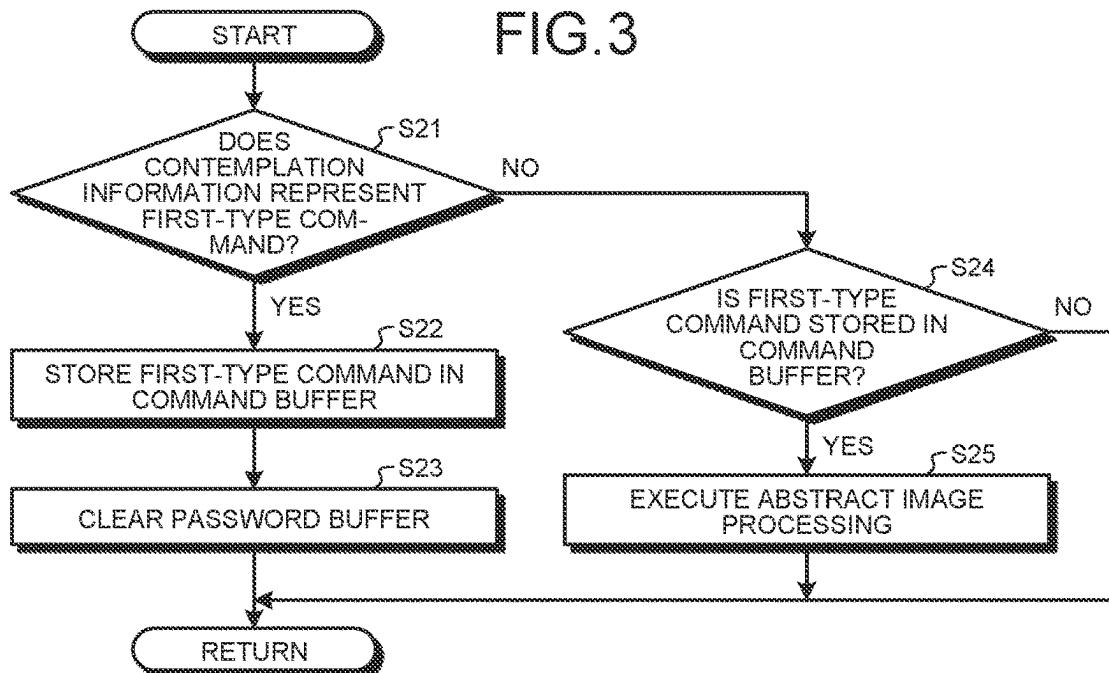 FIG.3
START
S21
DOES
CONTEMPLATION
INFORMATION REPRESENT
FIRST-TYPE COM-
MAND?
NO
YES
S22
STORE FIRST-TYPE COMMAND IN
COMMAND BUFFER
S23
CLEAR PASSWORD BUFFER
S24
IS FIRST-TYPE
COMMAND STORED IN
COMMAND
BUFFER?
NO
YES
S25
EXECUTE ABSTRACT IMAGE
PROCESSING
RETURN